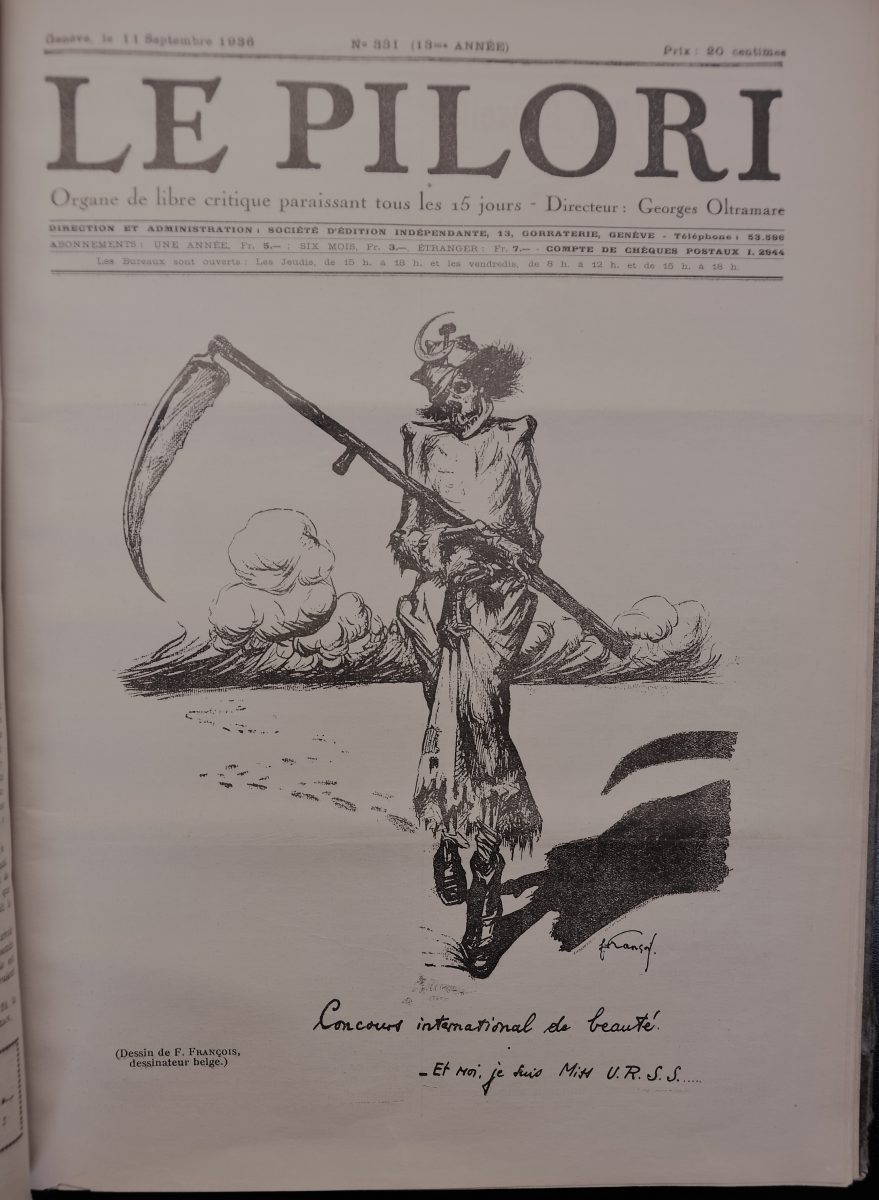 Genève, le 11 Septembre 1936
No 331 (13me ANNÉE)
Prix : 20 centimes
LE PILORI
Organe de libre critique paraissant tous les 15 jours - Directeur : Georges Oltramare
DIRECTION ET ADMINISTRATION : SOCIÉTÉ D'ÉDITION INDÉPENDANTE, 13, CORRATERIE, GENÈVE - Téléphone : 53.586
ABONNEMENTS : UNE ANNÉE, Fr. 5.— ; SIX MOIS, Fr. 3.—, ÉTRANGER : Fr. 7.— - COMPTE DE CHÈQUES POSTAUX I. 2944
Les Bureaux sont ouverts : Les Jeudis, de 15 h. à 18 h. et les vendredis, de 8 h. à 12 h. et de 15 h. à 18 h.
f. françois.
Concours international de beauté.
(Dessin de F. FRANÇOIS,
dessinateur belge.)
- Et moi, je suis Miss U.R.S.S.....